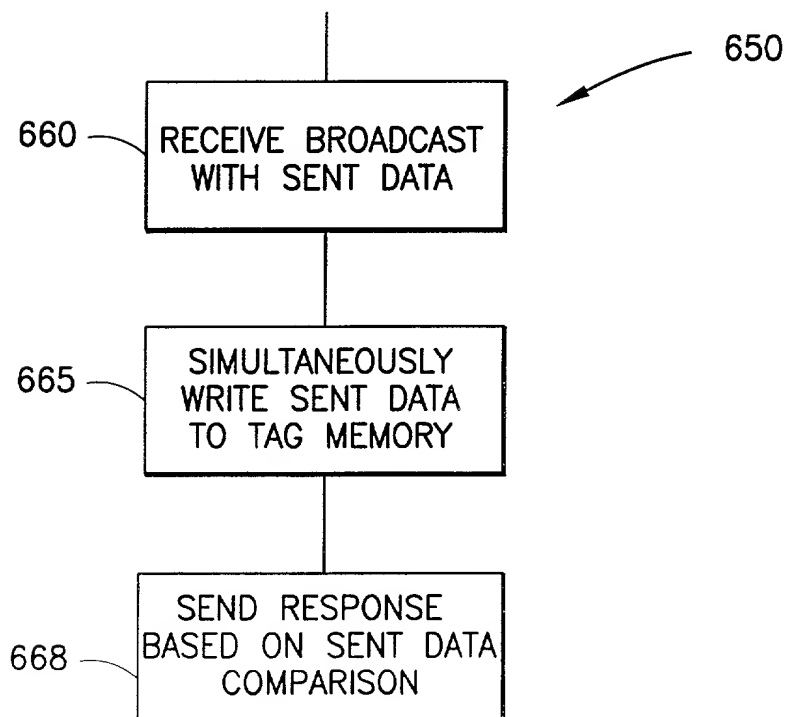 650
660
RECEIVE BROADCAST
WITH SENT DATA
665
SIMULTANEOUSLY
WRITE SENT DATA
TO TAG MEMORY
668
SEND RESPONSE
BASED ON SENT DATA
COMPARISON